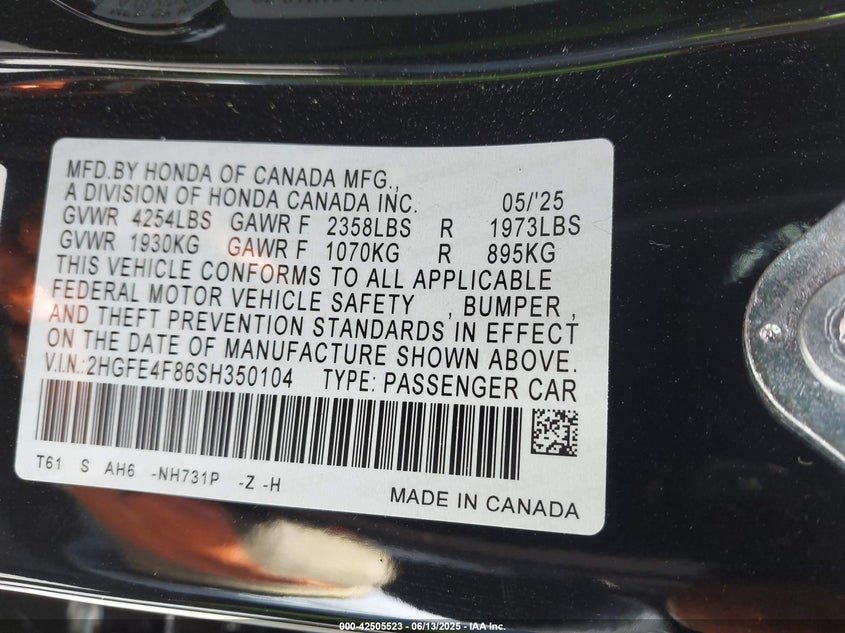 MFD.BY HONDA OF CANADA MFG.,
A DIVISION OF HONDA CANADA INC. 05/'25
GVWR 4254LBS GAWR F 2358LBS R 1973LBS
GVWR 1930KG GAWR F 1070KG R 895KG
THIS VEHICLE CONFORMS TO ALL APPLICABLE
FEDERAL MOTOR VEHICLE SAFETY , BUMPER ,
AND THEFT PREVENTION STANDARDS IN EFFECT
ON THE DATE OF MANUFACTURE SHOWN ABOVE.
V.I.N.:2HGFE4F86SH350104 TYPE: PASSENGER CAR
T61 S AH6 -NH731P -Z -H
MADE IN CANADA
000-42505523 - 06/13/2025 - IAA Inc.